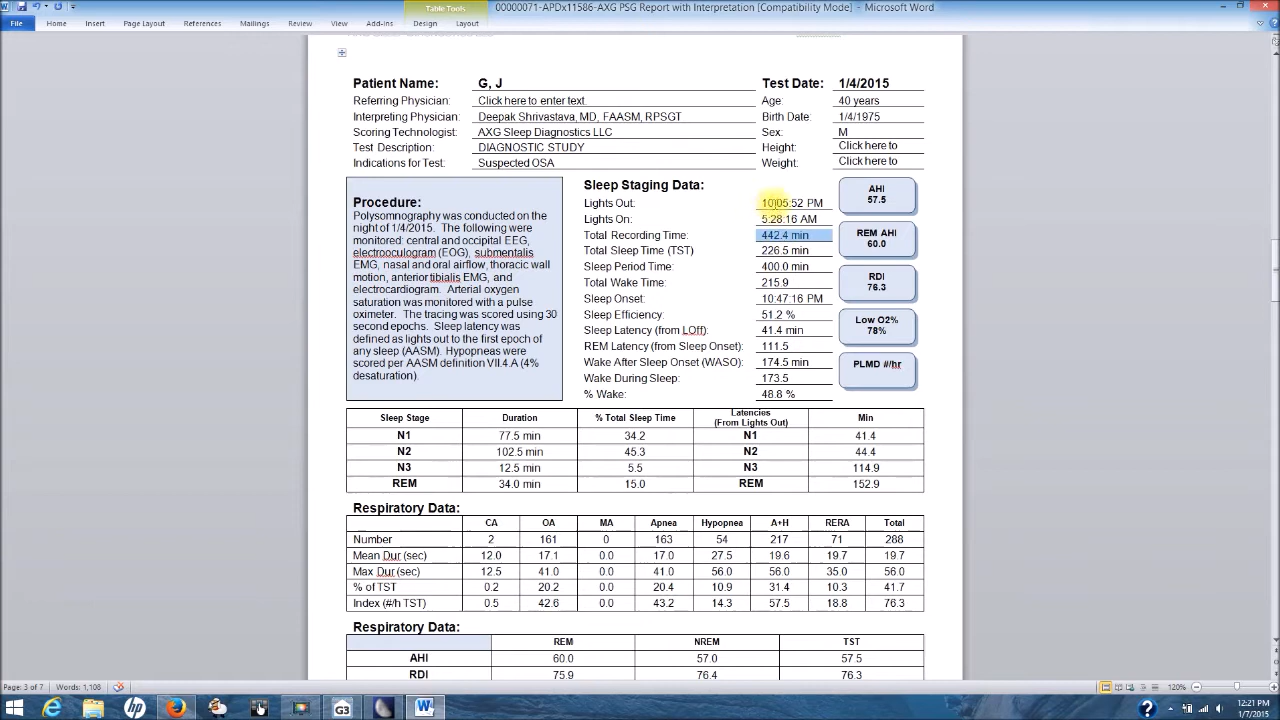 00000071-APDx11586-AXG PSG Report with Interpretation [Compatibility Mode] - Microsoft Word
Table Tools
File Home Insert Page Layout References Mailings Review View Add-Ins Design Layout
Patient Name: G, J Test Date: 1/4/2015
Referring Physician: Click here to enter text. Age: 40 years
Interpreting Physician: Deepak Shrivastava, MD, FAASM, RPSGT Birth Date: 1/4/1975
Scoring Technologist: AXG Sleep Diagnostics LLC Sex: M
Test Description: DIAGNOSTIC STUDY Height: Click here to
Indications for Test: Suspected OSA Weight: Click here to
Procedure:
Polysomnography was conducted on the
night of 1/4/2015. The following were
monitored: central and occipital EEG,
electrooculogram (EOG), submentalis
EMG, nasal and oral airflow, thoracic wall
motion, anterior tibialis EMG, and
electrocardiogram. Arterial oxygen
saturation was monitored with a pulse
oximeter. The tracing was scored using 30
second epochs. Sleep latency was
defined as lights out to the first epoch of
any sleep (AASM). Hypopneas were
scored per AASM definition VII.4.A (4%
desaturation).
Sleep Staging Data:
Lights Out: 10:05:52 PM
Lights On: 5:28:16 AM
Total Recording Time: 442.4 min
Total Sleep Time (TST) 226.5 min
Sleep Period Time: 400.0 min
Total Wake Time: 215.9
Sleep Onset: 10:47:16 PM
Sleep Efficiency: 51.2 %
Sleep Latency (from LOff): 41.4 min
REM Latency (from Sleep Onset): 111.5
Wake After Sleep Onset (WASO): 174.5 min
Wake During Sleep: 173.5
% Wake: 48.8 %
AHI
57.5
REM AHI
60.0
RDI
76.3
Low O2%
78%
PLMD #/hr
Sleep Stage Duration % Total Sleep Time Latencies (From Lights Out) Min
N1 77.5 min 34.2 N1 41.4
N2 102.5 min 45.3 N2 44.4
N3 12.5 min 5.5 N3 114.9
REM 34.0 min 15.0 REM 152.9
Respiratory Data:
CA OA MA Apnea Hypopnea A+H RERA Total
Number 2 161 0 163 54 217 71 288
Mean Dur (sec) 12.0 17.1 0.0 17.0 27.5 19.6 19.7 19.7
Max Dur (sec) 12.5 41.0 0.0 41.0 56.0 56.0 35.0 56.0
% of TST 0.2 20.2 0.0 20.4 10.9 31.4 10.3 41.7
Index (#/h TST) 0.5 42.6 0.0 43.2 14.3 57.5 18.8 76.3
Respiratory Data:
REM NREM TST
AHI 60.0 57.0 57.5
RDI 75.9 76.4 76.3
Page: 3 of 7 Words: 1,108 120%
G3
12:21 PM
1/7/2015